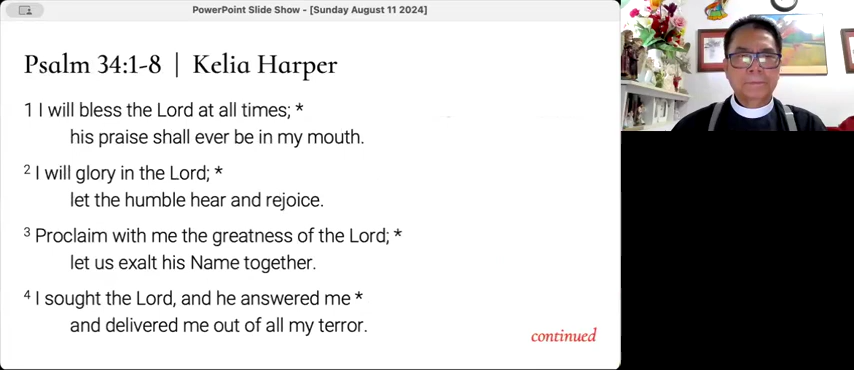 PowerPoint Slide Show - [Sunday August 11 2024]
Psalm 34:1-8 | Kelia Harper
1 I will bless the Lord at all times; *
his praise shall ever be in my mouth.
2 I will glory in the Lord; *
let the humble hear and rejoice.
3 Proclaim with me the greatness of the Lord; *
let us exalt his Name together.
4 I sought the Lord, and he answered me *
and delivered me out of all my terror.
continued